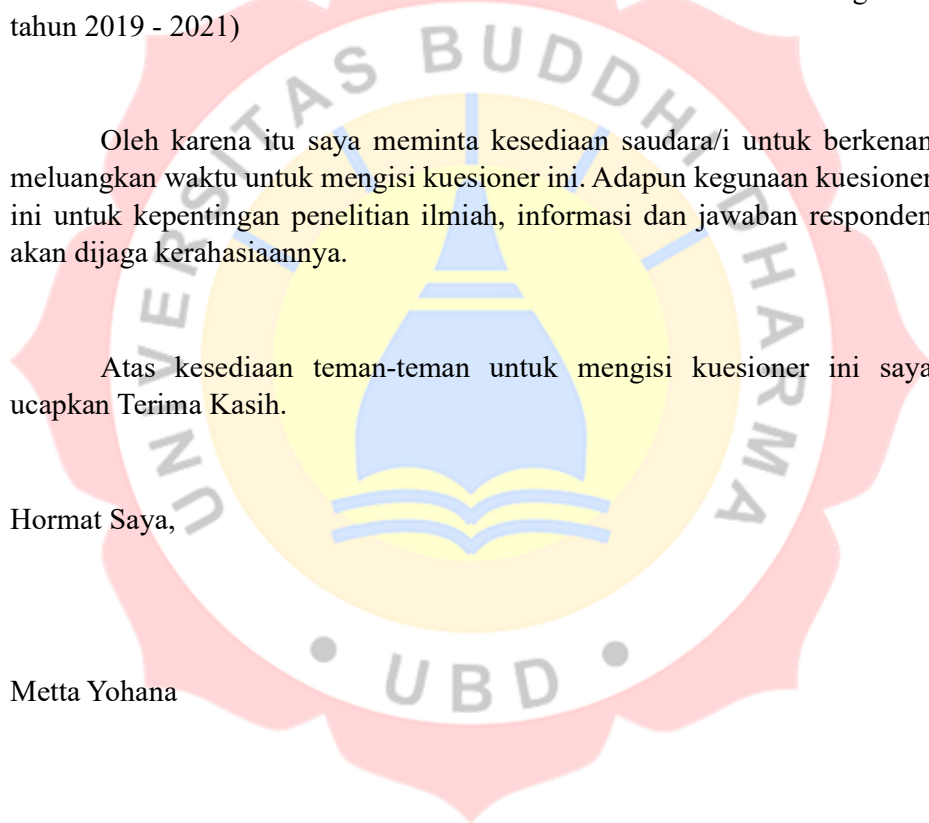 tahun 2019 - 2021)
Oleh karena itu saya meminta kesediaan saudara/i untuk berkenan
meluangkan waktu untuk mengisi kuesioner ini. Adapun kegunaan kuesioner
ini untuk kepentingan penelitian ilmiah, informasi dan jawaban responden
akan dijaga kerahasiaannya.
Atas kesediaan teman-teman untuk mengisi kuesioner ini saya
ucapkan Terima Kasih.
Hormat Saya,
Metta Yohana
UNIVERSITAS BUDDHI DHARMA
• UBD •